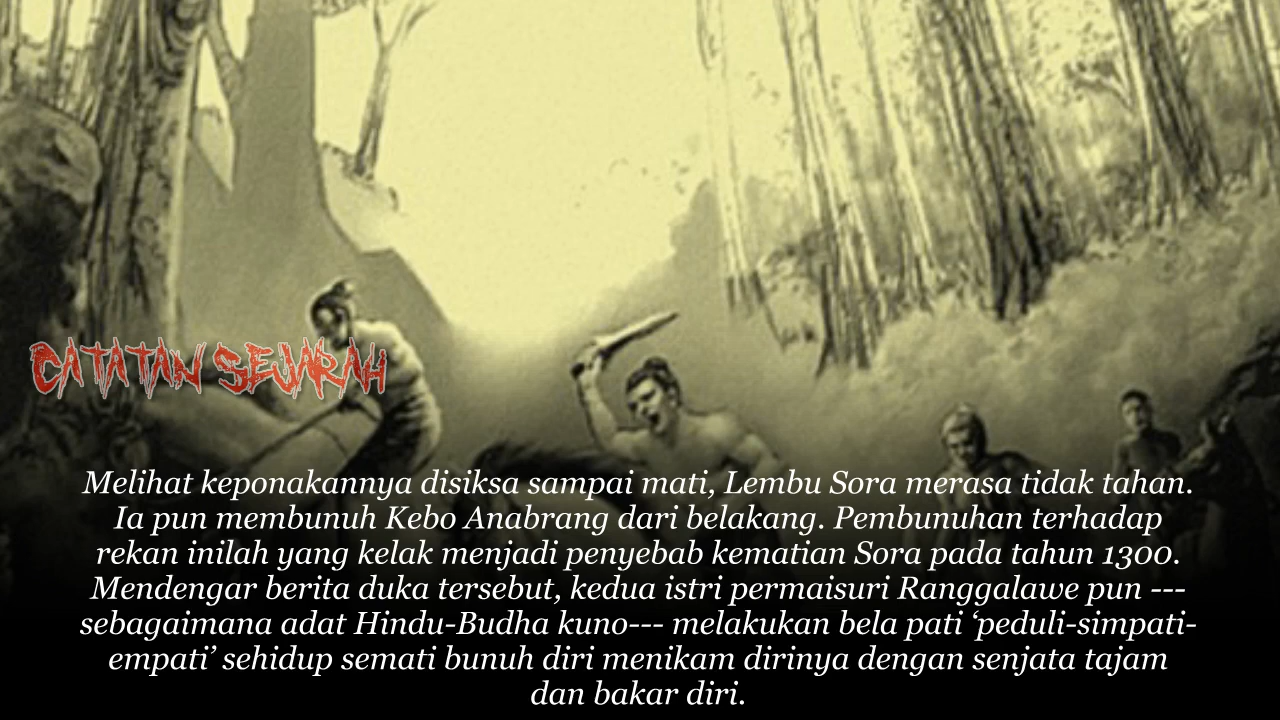 CATATAN SEJARAH
Melihat keponakannya disiksa sampai mati, Lembu Sora merasa tidak tahan.
Ia pun membunuh Kebo Anabrang dari belakang. Pembunuhan terhadap
rekan inilah yang kelak menjadi penyebab kematian Sora pada tahun 1300.
Mendengar berita duka tersebut, kedua istri permaisuri Ranggalawe pun ---
sebagaimana adat Hindu-Budha kuno--- melakukan bela pati ‘peduli-simpati-
empati’ sehidup semati bunuh diri menikam dirinya dengan senjata tajam
dan bakar diri.